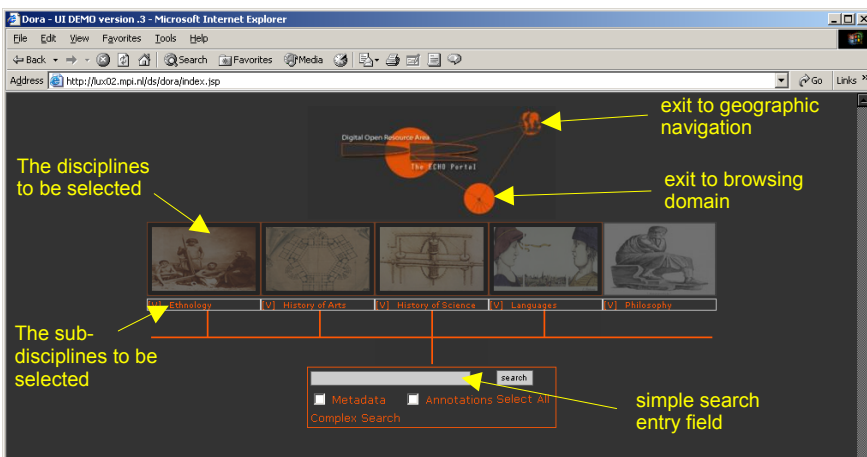 Dora - UI DEMO version .3 - Microsoft Internet Explorer
File Edit View Favorites Tools Help
Back Search Favorites Media
Address http://lux02.mpi.nl/ds/dora/index.jsp Go Links »
exit to geographic
navigation
Digital Open Resource Area
The ECHO Portal
The disciplines
to be selected
exit to browsing
domain
[V] Ethnology [V] History of Arts [V] History of Science [V] Languages [V] Philosophy
The sub-
disciplines to be
selected
search
Metadata Annotations Select All
Complex Search
simple search
entry field